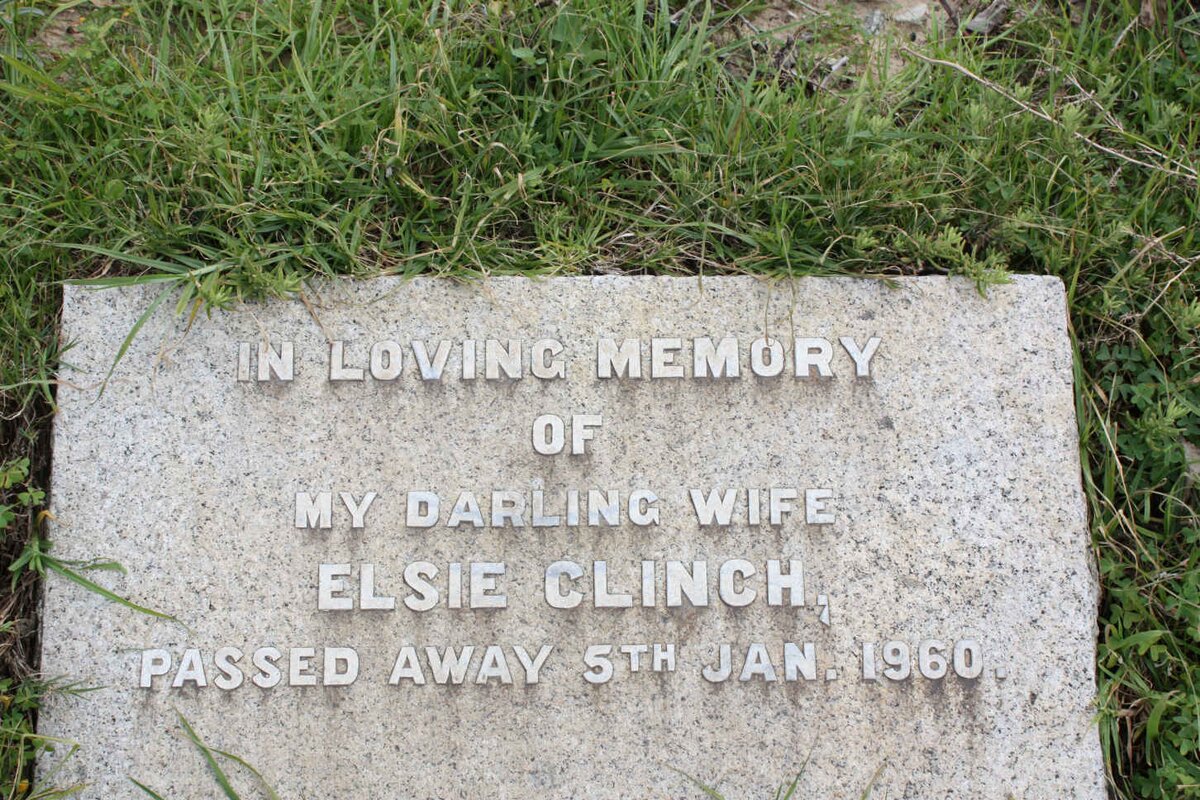 IN LOVING MEMORY
OF
MY DARLING WIFE
ELSIE CLINCH,
PASSED AWAY 5TH JAN. 1960.